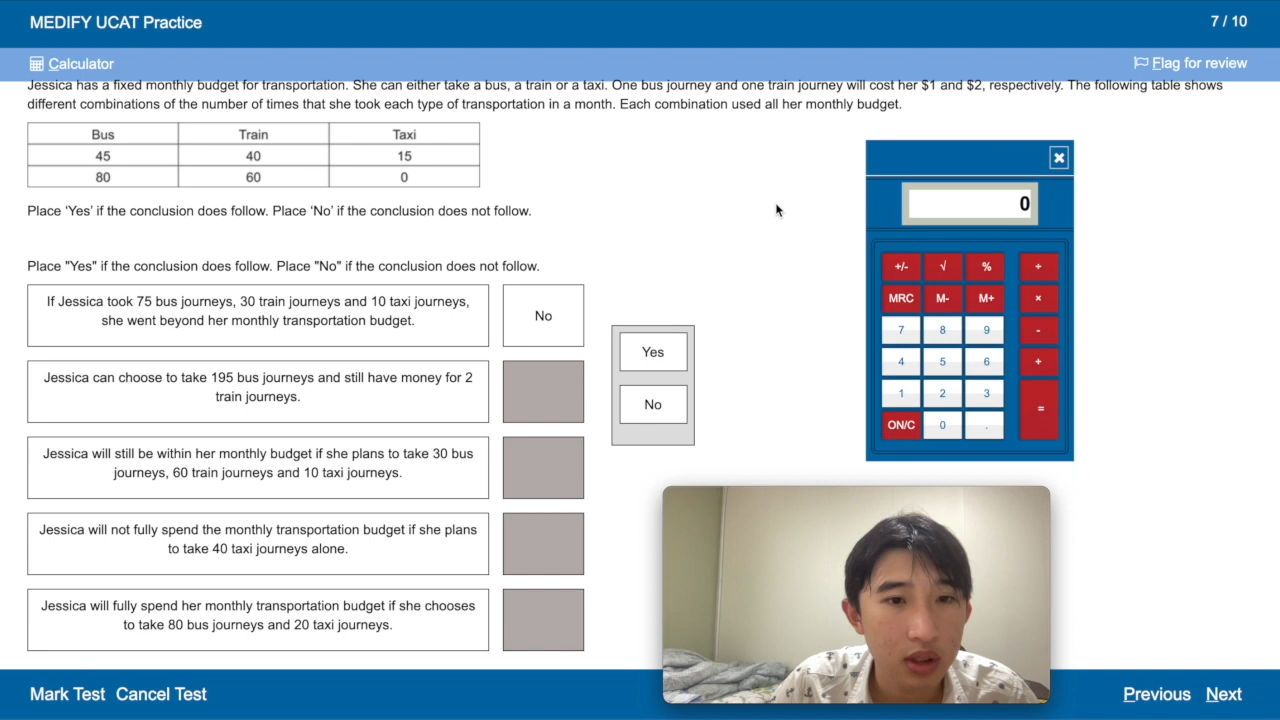 MEDIFY UCAT Practice
7 / 10
Calculator
Flag for review
Jessica has a fixed monthly budget for transportation. She can either take a bus, a train or a taxi. One bus journey and one train journey will cost her $1 and $2, respectively. The following table shows
different combinations of the number of times that she took each type of transportation in a month. Each combination used all her monthly budget.
Bus Train Taxi
45 40 15
80 60 0
Place ‘Yes’ if the conclusion does follow. Place ‘No’ if the conclusion does not follow.
Place "Yes" if the conclusion does follow. Place "No" if the conclusion does not follow.
If Jessica took 75 bus journeys, 30 train journeys and 10 taxi journeys,
she went beyond her monthly transportation budget.
No
Jessica can choose to take 195 bus journeys and still have money for 2
train journeys.
Jessica will still be within her monthly budget if she plans to take 30 bus
journeys, 60 train journeys and 10 taxi journeys.
Jessica will not fully spend the monthly transportation budget if she plans
to take 40 taxi journeys alone.
Jessica will fully spend her monthly transportation budget if she chooses
to take 80 bus journeys and 20 taxi journeys.
Yes
No
0
+/- √ % ÷
MRC M- M+ ×
7 8 9 -
4 5 6 +
1 2 3 =
ON/C 0 .
Mark Test Cancel Test
Previous Next